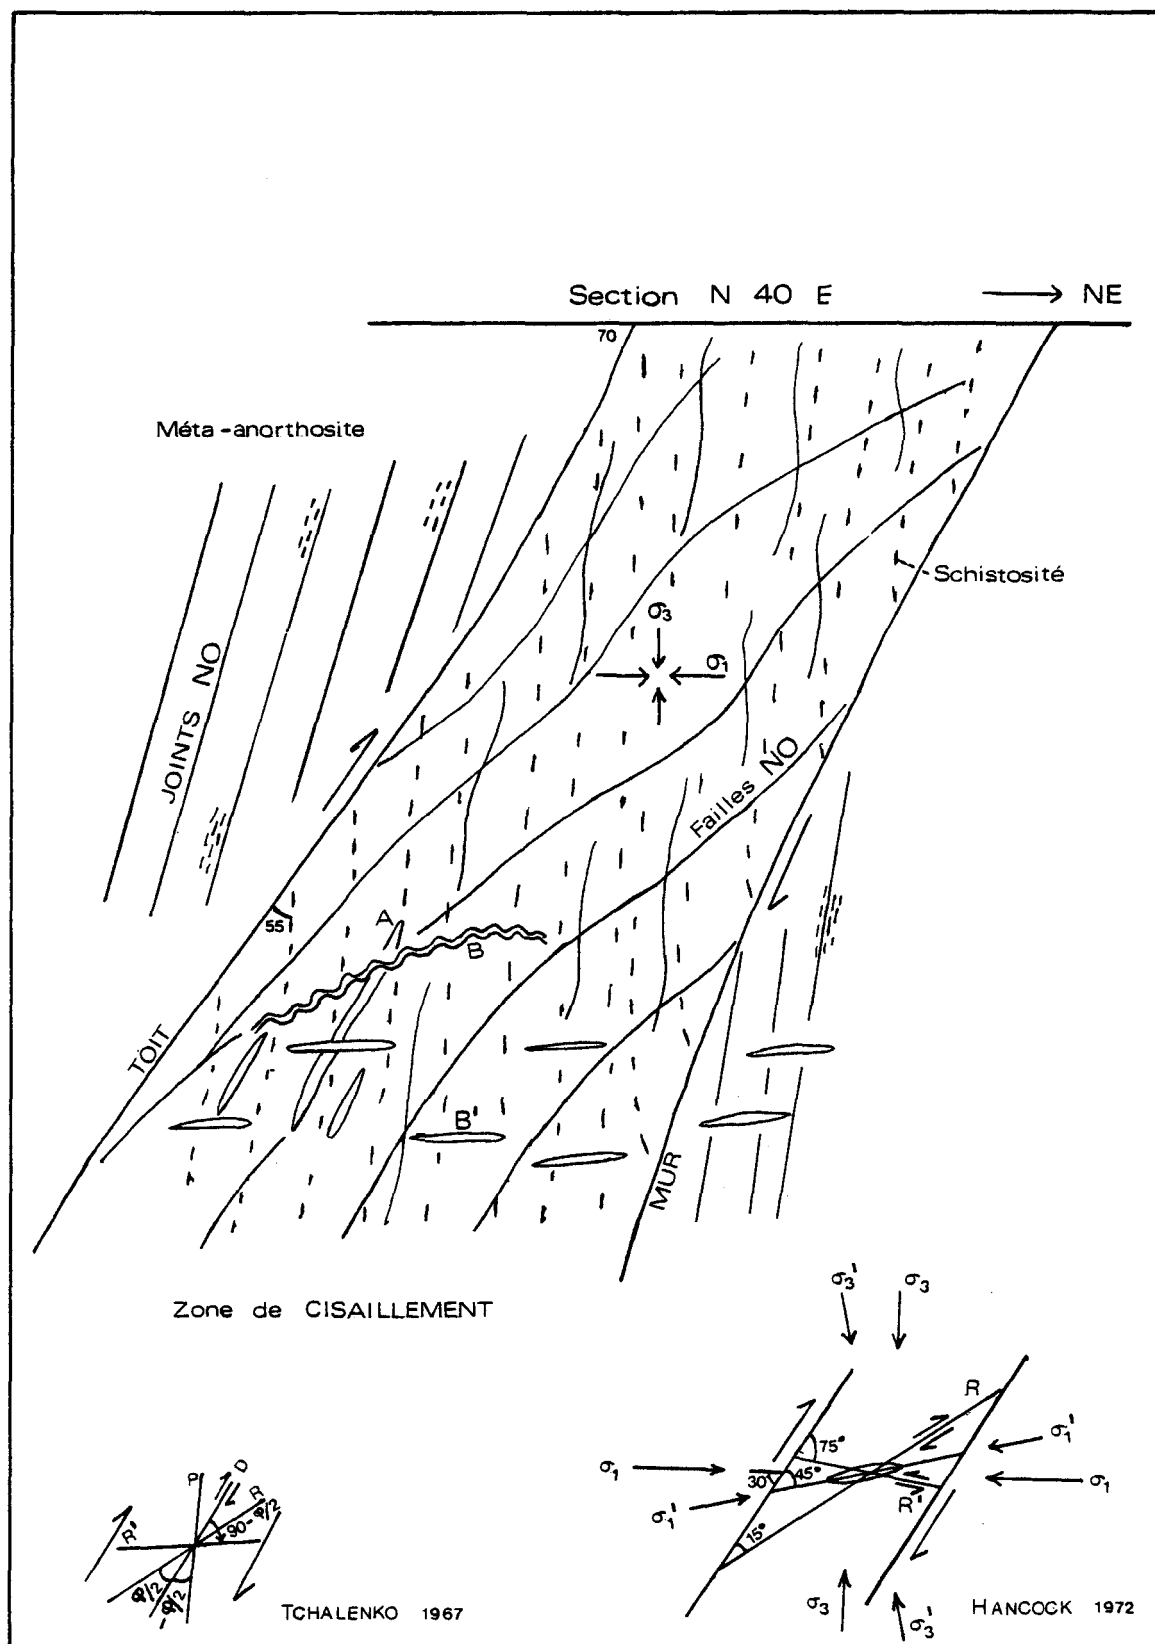 Section N 40 E → NE
70
Méta-anorthosite
Schistosité
σ3
σ1
JOINTS NO
Failles NO
A
55
B
TOIT
B'
MUR
Zone de CISAILLEMENT
σ3' σ3
R
75°
σ1'
σ1
30 45°
σ1
R'
σ1'
15°
P
D
R
R'
90-φ/2
φ/2
-φ/2
σ3
σ3'
TCHALENKO 1967
HANCOCK 1972